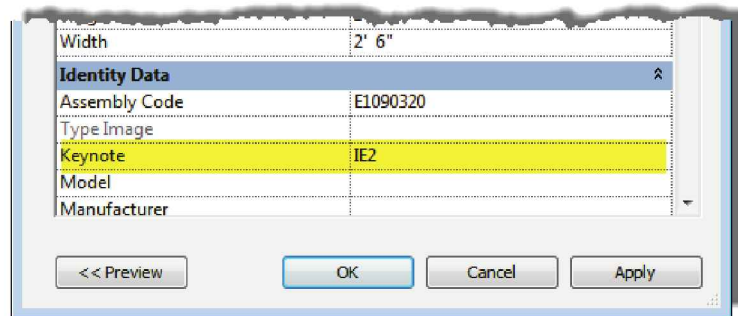 Width 2' 6"
Identity Data
Assembly Code E1090320
Type Image
Keynote IE2
Model
Manufacturer
<< Preview OK Cancel Apply